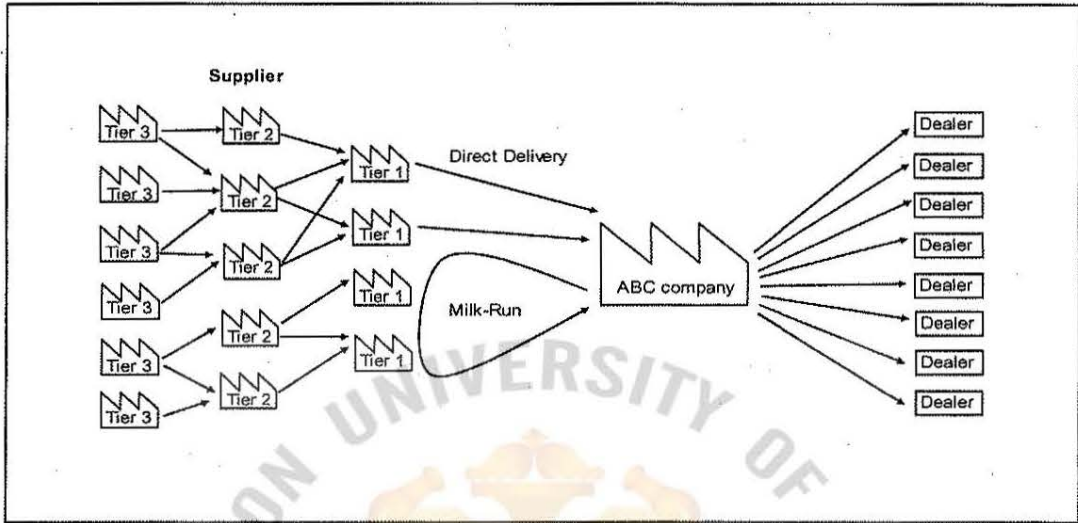 Supplier
Tier 3
Tier 2
Dealer
Tier 1
Direct Delivery
Dealer
Tier 3
Tier 2
Dealer
Tier 1
Tier 3
Tier 2
Dealer
Tier 1
ABC company
Dealer
Tier 3
Milk-Run
Tier 2
Dealer
Tier 3
Tier 1
Dealer
Tier 2
Dealer
Tier 3
ON UNIVERSITY OF